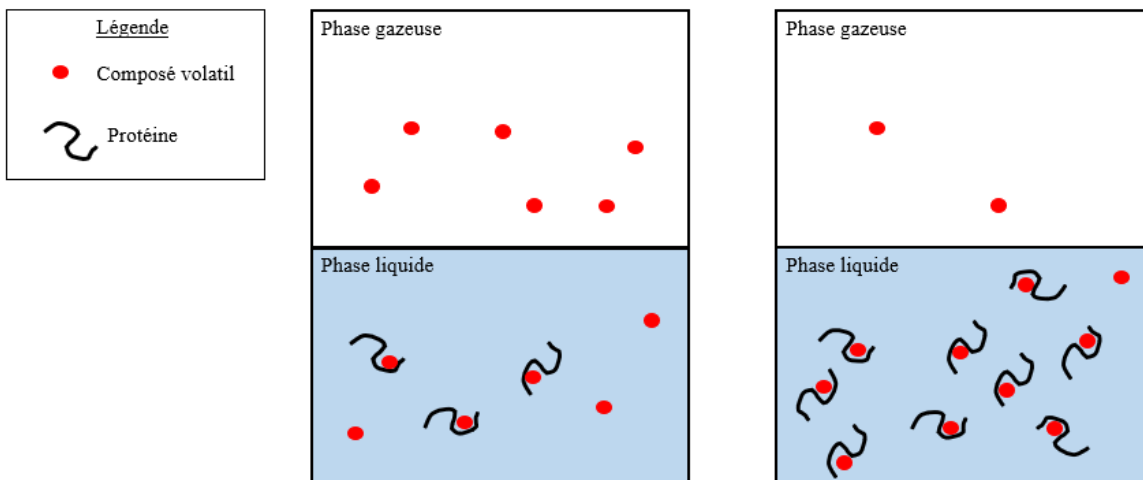 Légende
Composé volatil
Protéine
Phase gazeuse
Phase liquide
Phase gazeuse
Phase liquide